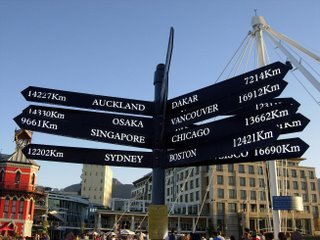 14227Km AUCKLAND
14330Km OSAKA
9661Km SINGAPORE
12202Km SYDNEY
DAKAR 7214Km
VANCOUVER 16912Km
CHICAGO 13662Km
BOSTON 12421Km
16690Km